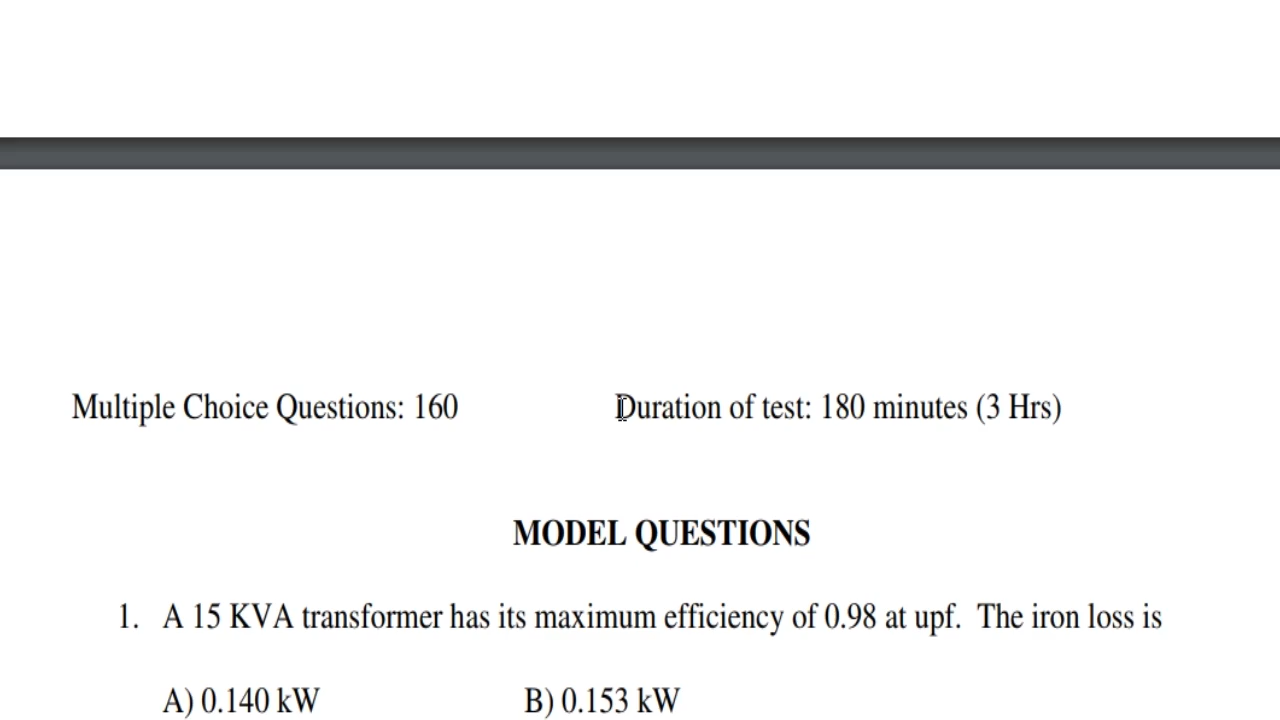 Multiple Choice Questions: 160 Duration of test: 180 minutes (3 Hrs)
MODEL QUESTIONS
1. A 15 KVA transformer has its maximum efficiency of 0.98 at upf. The iron loss is
A) 0.140 kW B) 0.153 kW